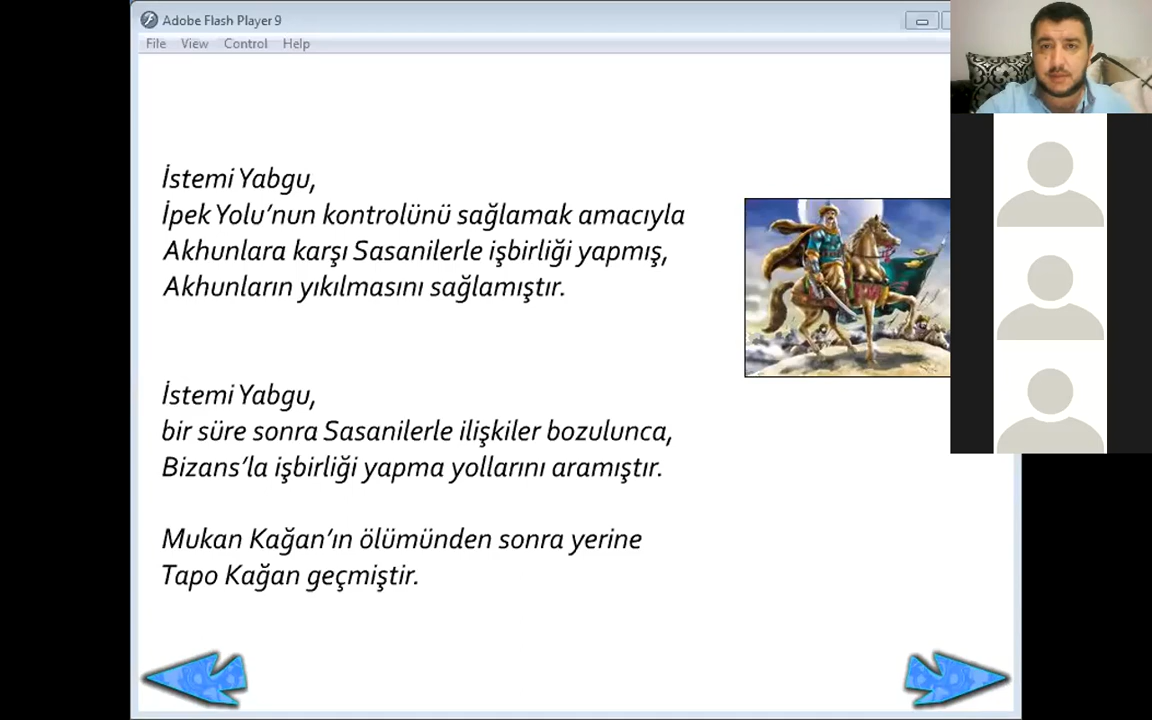 Adobe Flash Player 9
File View Control Help
İstemi Yabgu,
İpek Yolu’nun kontrolünü sağlamak amacıyla
Akhunlara karşı Sasanilerle işbirliği yapmış,
Akhunların yıkılmasını sağlamıştır.
İstemi Yabgu,
bir süre sonra Sasanilerle ilişkiler bozulunca,
Bizans’la işbirliği yapma yollarını aramıştır.
Mukan Kağan’ın ölümünden sonra yerine
Tapo Kağan geçmiştir.